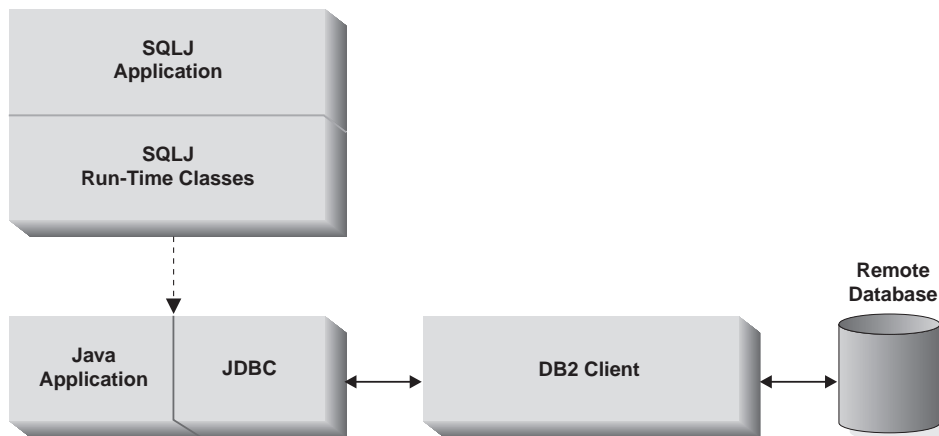 SQLJ
Application
SQLJ
Run-Time Classes
Remote
Database
Java
Application
JDBC
DB2 Client